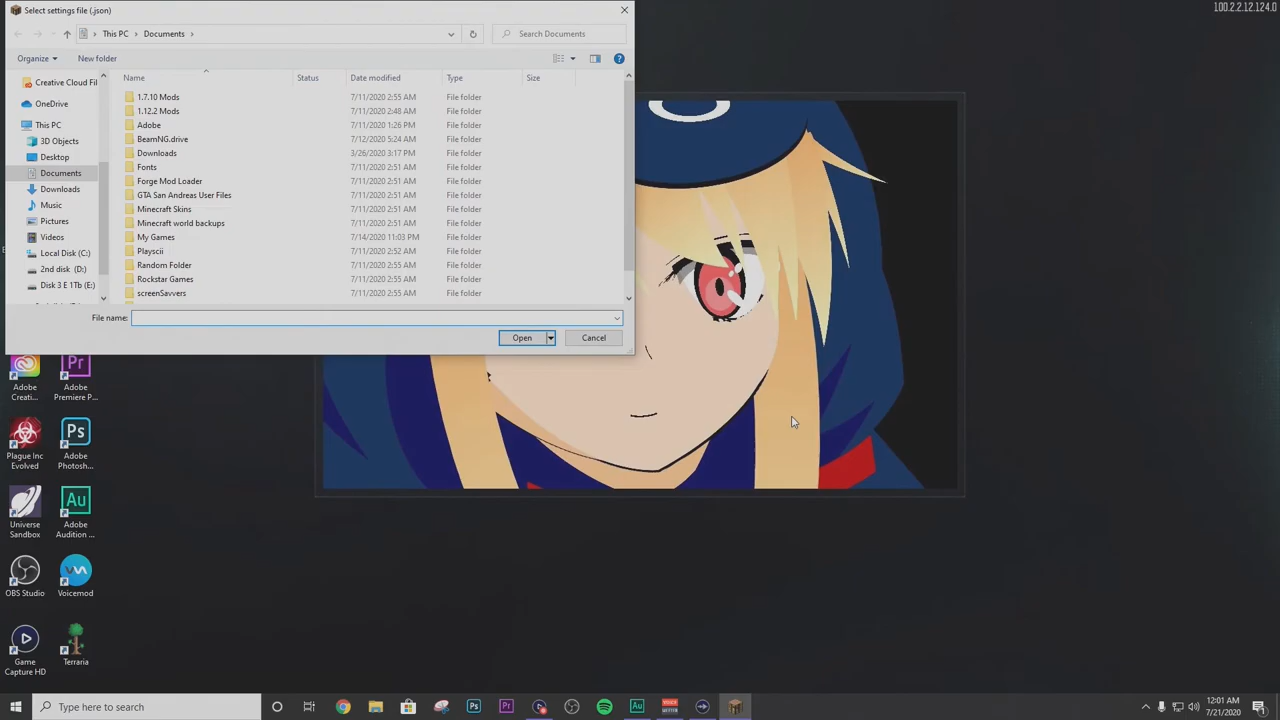 Select settings file (.json)
100.2.2.12.124.0
This PC
Documents
Search Documents
Organize
New folder
Name
Status
Date modified
Type
Size
Creative Cloud Fil
OneDrive
This PC
3D Objects
Desktop
Documents
Downloads
Music
Pictures
Videos
Local Disk (C:)
2nd disk (D:)
Disk 3 E 1Tb (E:)
1.7.10 Mods 7/11/2020 2:55 AM File folder
1.12.2 Mods 7/11/2020 2:48 AM File folder
Adobe 7/11/2020 1:26 PM File folder
BeamNG.drive 7/12/2020 5:24 AM File folder
Downloads 3/26/2020 3:17 PM File folder
Fonts 7/11/2020 2:51 AM File folder
Forge Mod Loader 7/11/2020 2:51 AM File folder
GTA San Andreas User Files 7/11/2020 2:51 AM File folder
Minecraft Skins 7/11/2020 2:51 AM File folder
Minecraft world backups 7/11/2020 2:51 AM File folder
My Games 7/14/2020 11:03 PM File folder
Playscii 7/11/2020 2:52 AM File folder
Random Folder 7/11/2020 2:55 AM File folder
Rockstar Games 7/11/2020 2:55 AM File folder
screenSavvers 7/11/2020 2:55 AM File folder
File name:
Open
Cancel
Adobe Creati...
Adobe Premiere P...
Plague Inc Evolved
Adobe Photosh...
Universe Sandbox
Adobe Audition ...
OBS Studio
Voicemod
Game Capture HD
Terraria
Type here to search
12:01 AM
7/21/2020